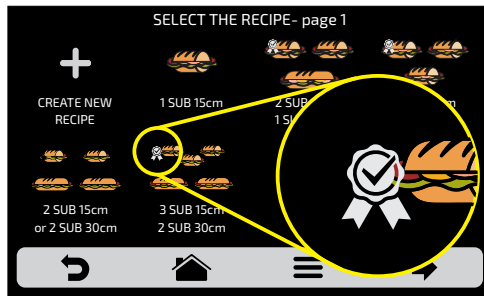 SELECT THE RECIPE- page 1
CREATE NEW
RECIPE
1 SUB 15cm
2 SUB
1
2 SUB 15cm
or 2 SUB 30cm
3 SUB 15cm
2 SUB 30cm